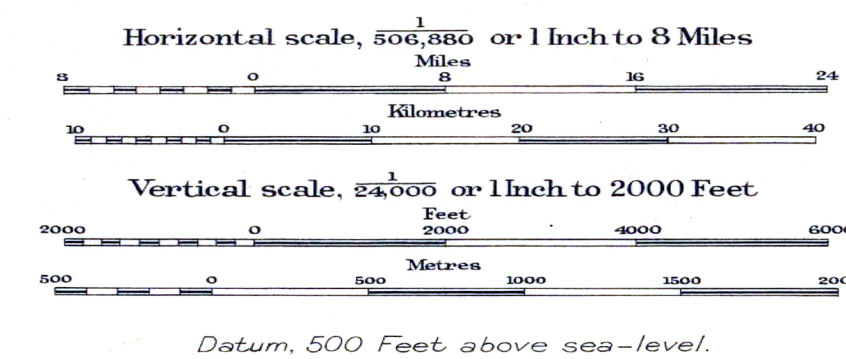 Horizontal scale, 1/506,880 or 1 Inch to 8 Miles
Miles
8 0 8 16 24
Kilometres
10 0 10 20 30 40
Vertical scale, 1/24,000 or 1 Inch to 2000 Feet
Feet
2000 0 2000 4000 600
Metres
500 0 500 1000 1500 200
Datum, 500 Feet above sea-level.